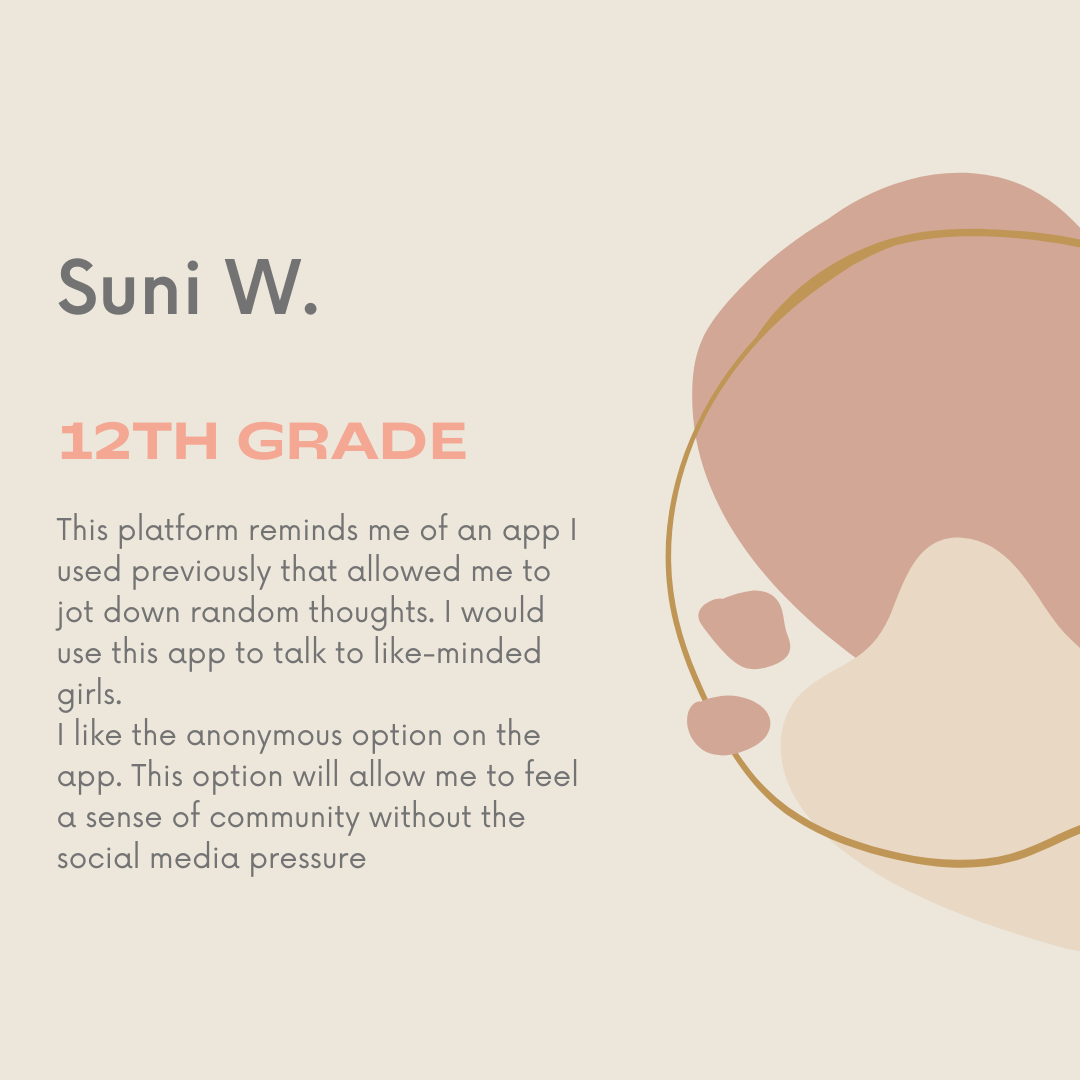 Suni W.
12TH GRADE
This platform reminds me of an app I
used previously that allowed me to
jot down random thoughts. I would
use this app to talk to like-minded
girls.
I like the anonymous option on the
app. This option will allow me to feel
a sense of community without the
social media pressure